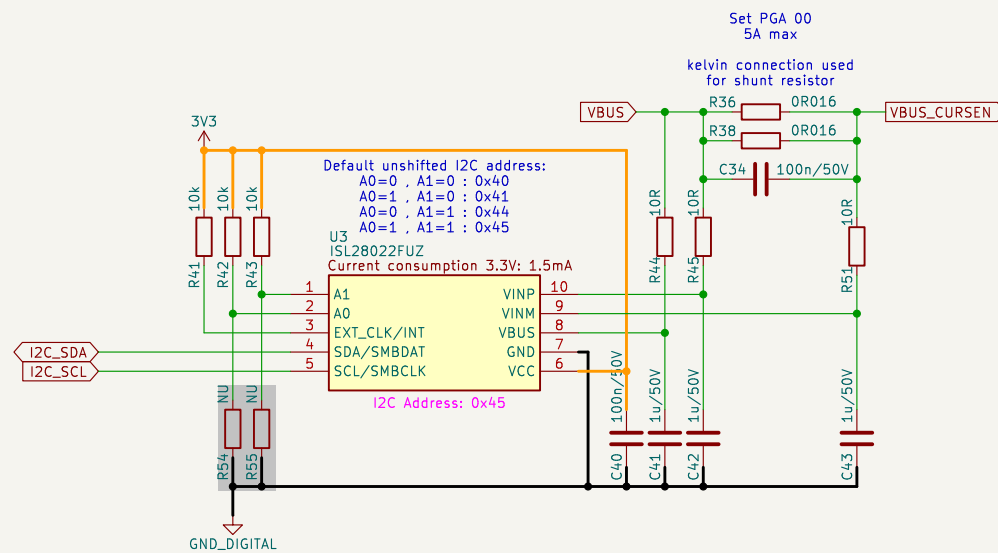 Set PGA 00
5A max
kelvin connection used
for shunt resistor
VBUS
R36
0R016
VBUS_CURSEN
R38
0R016
C34
100n/50V
3V3
Default unshifted I2C address:
A0=0 , A1=0 : 0x40
A0=1 , A1=0 : 0x41
A0=0 , A1=1 : 0x44
A0=1 , A1=1 : 0x45
10k
R41
10k
R42
10k
R43
10R
R44
10R
R45
10R
R51
U3
ISL28022FUZ
Current consumption 3.3V: 1.5mA
1
A1
VINP
10
2
A0
VINM
9
3
EXT_CLK/INT
VBUS
8
I2C_SDA
4
SDA/SMBDAT
GND
7
I2C_SCL
5
SCL/SMBCLK
VCC
6
I2C Address: 0x45
NU
R54
NU
R55
100n/50V
C40
1u/50V
C41
1u/50V
C42
1u/50V
C43
GND_DIGITAL